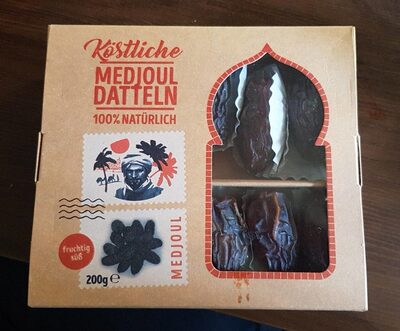 Köstliche
MEDJOUL
DATTELN
100% NATÜRLICH
fruchtig
süß
200g ℮
MEDJOUL